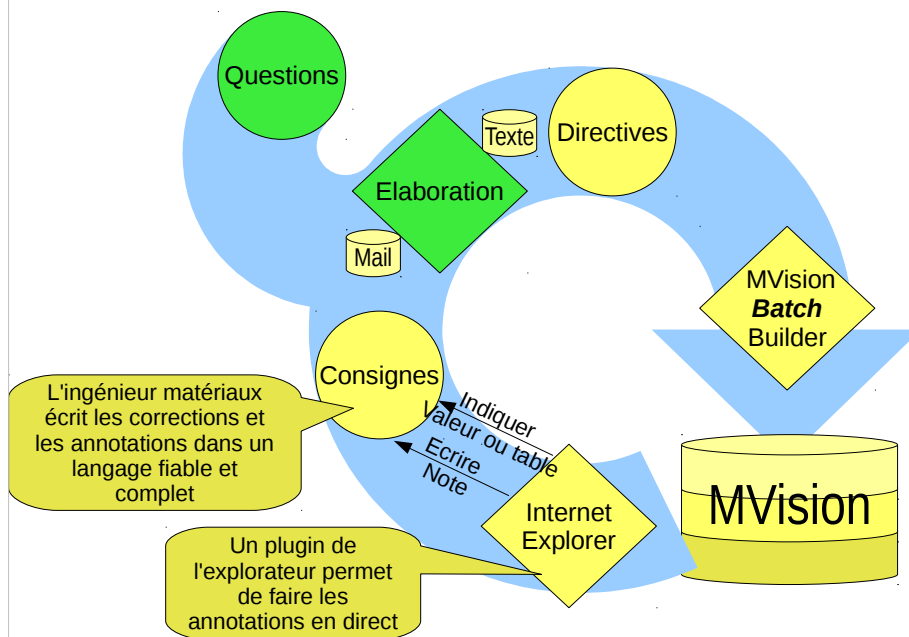 Questions
Texte
Directives
Elaboration
Mail
MVision
Batch
Builder
Consignes
L'ingénieur matériaux
écrit les corrections et
les annotations dans un
langage fiable et
complet
Indiquer
Valeur ou table
Ecrire
Note
Internet
Explorer
MVision
Un plugin de
l'explorateur permet
de faire les
annotations en direct